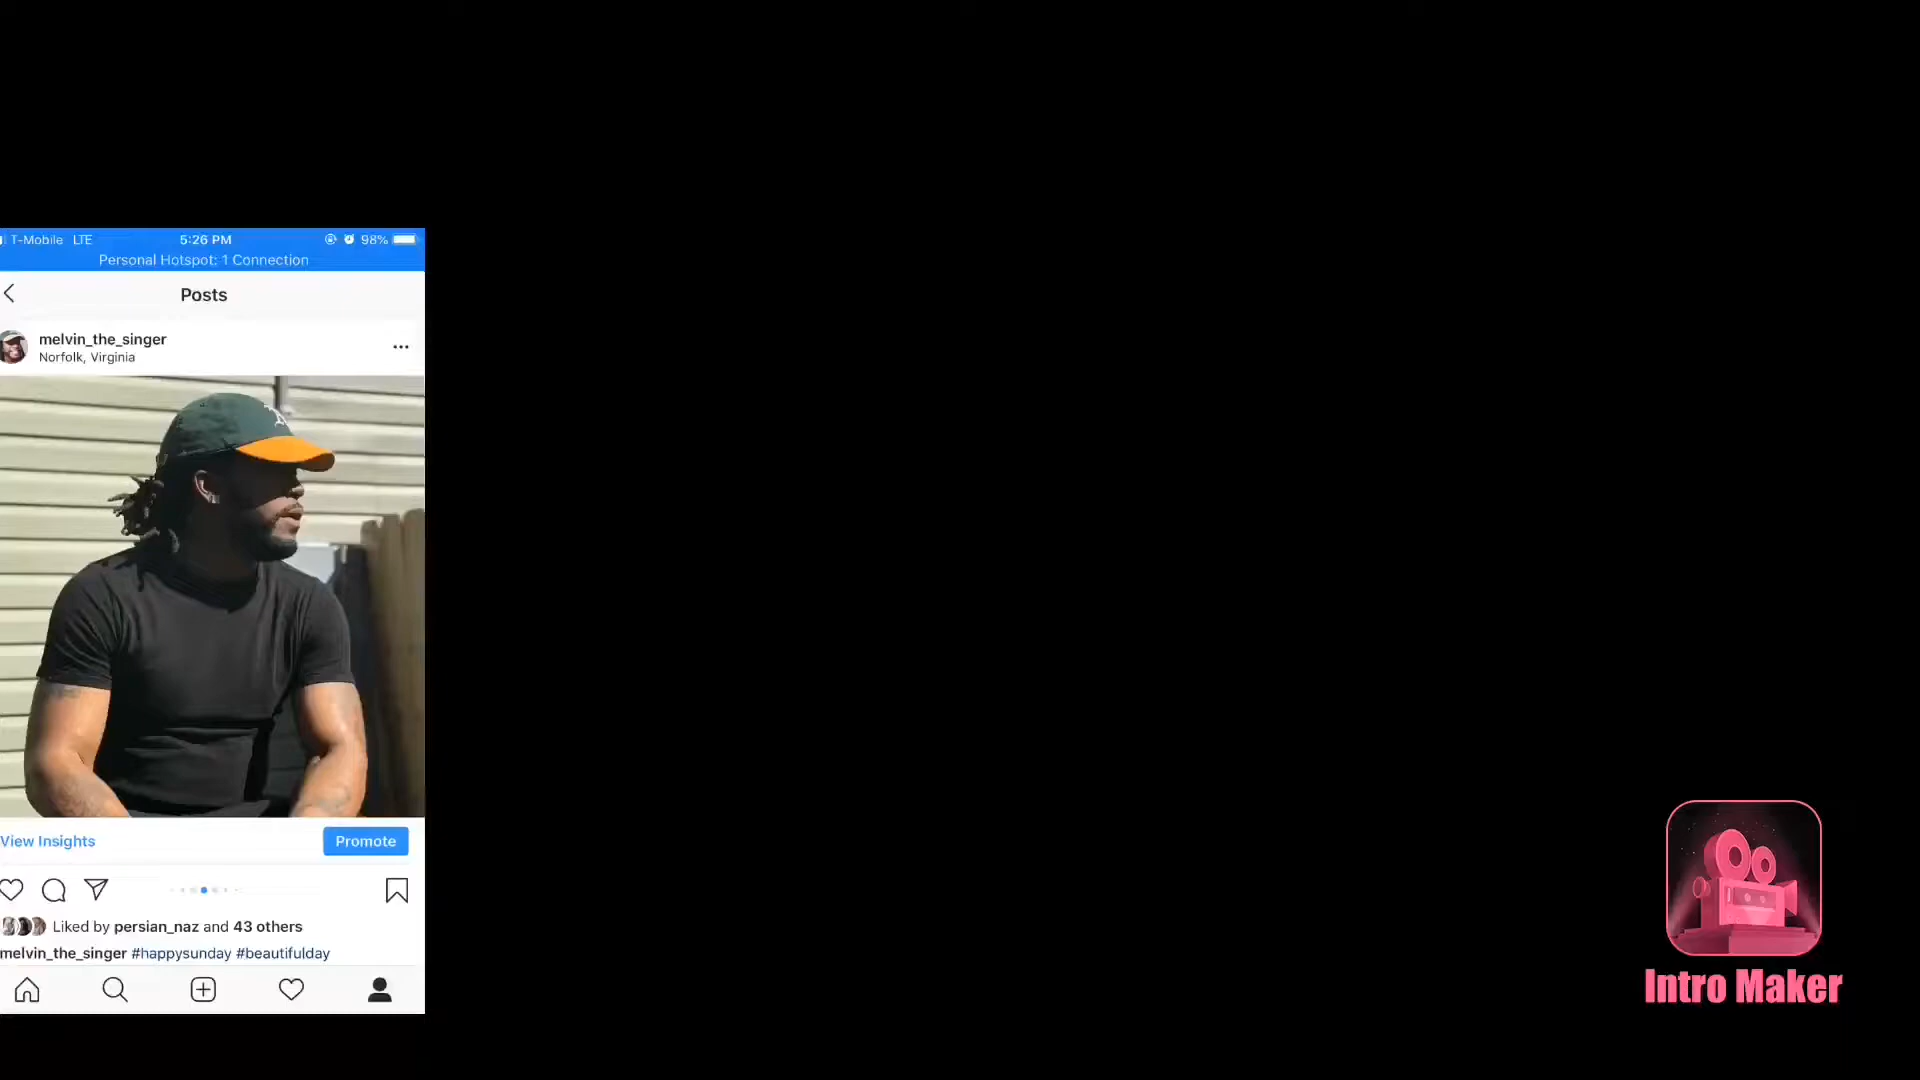 T-Mobile LTE 5:26 PM 98%
Personal Hotspot: 1 Connection
Posts
melvin_the_singer
Norfolk, Virginia
View Insights Promote
Liked by persian_naz and 43 others
melvin_the_singer #happysunday #beautifulday
Intro Maker